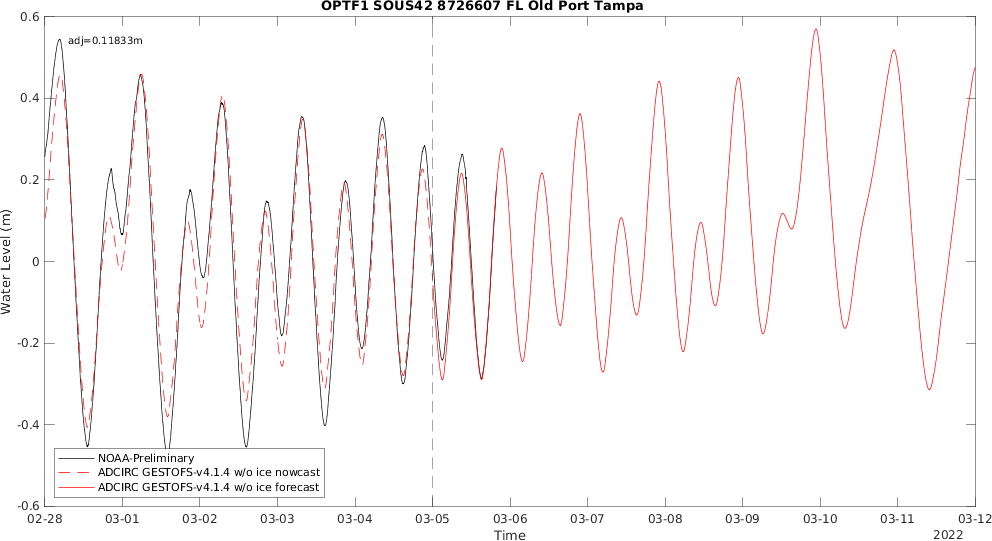 OPTF1 SOUS42 8726607 FL Old Port Tampa
adj=0.11833m
0.6
0.4
0.2
0
-0.2
-0.4
-0.6
Water Level (m)
NOAA-Preliminary
ADCIRC GESTOFS-v4.1.4 w/o ice nowcast
ADCIRC GESTOFS-v4.1.4 w/o ice forecast
02-28 03-01 03-02 03-03 03-04 03-05 03-06 03-07 03-08 03-09 03-10 03-11 03-12
Time
2022